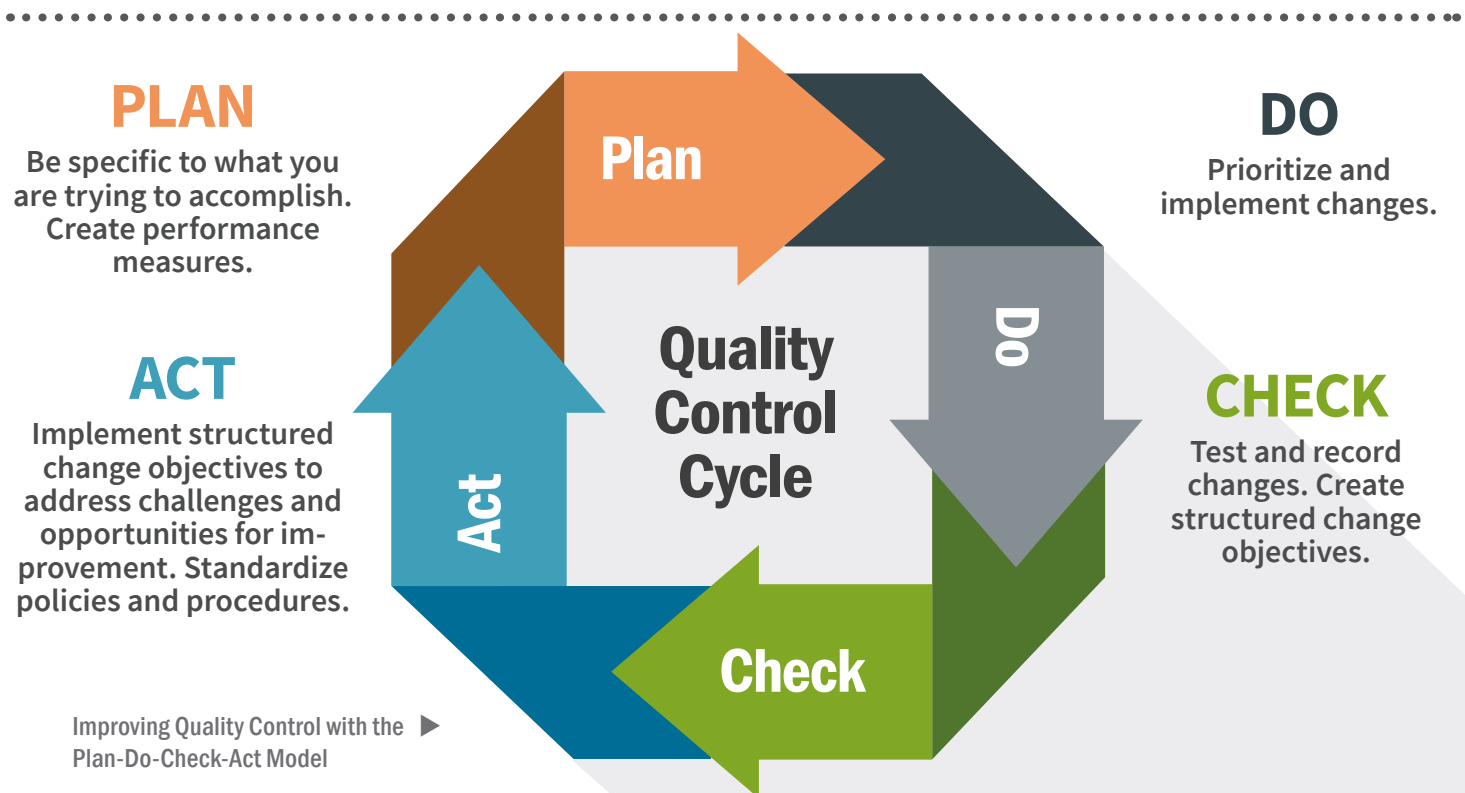 PLAN
Be specific to what you
are trying to accomplish.
Create performance
measures.
Plan
DO
Prioritize and
implement changes.
Do
Quality
Control
Cycle
ACT
Implement structured
change objectives to
address challenges and
opportunities for im-
provement. Standardize
policies and procedures.
Act
CHECK
Test and record
changes. Create
structured change
objectives.
Check
Improving Quality Control with the
Plan-Do-Check-Act Model